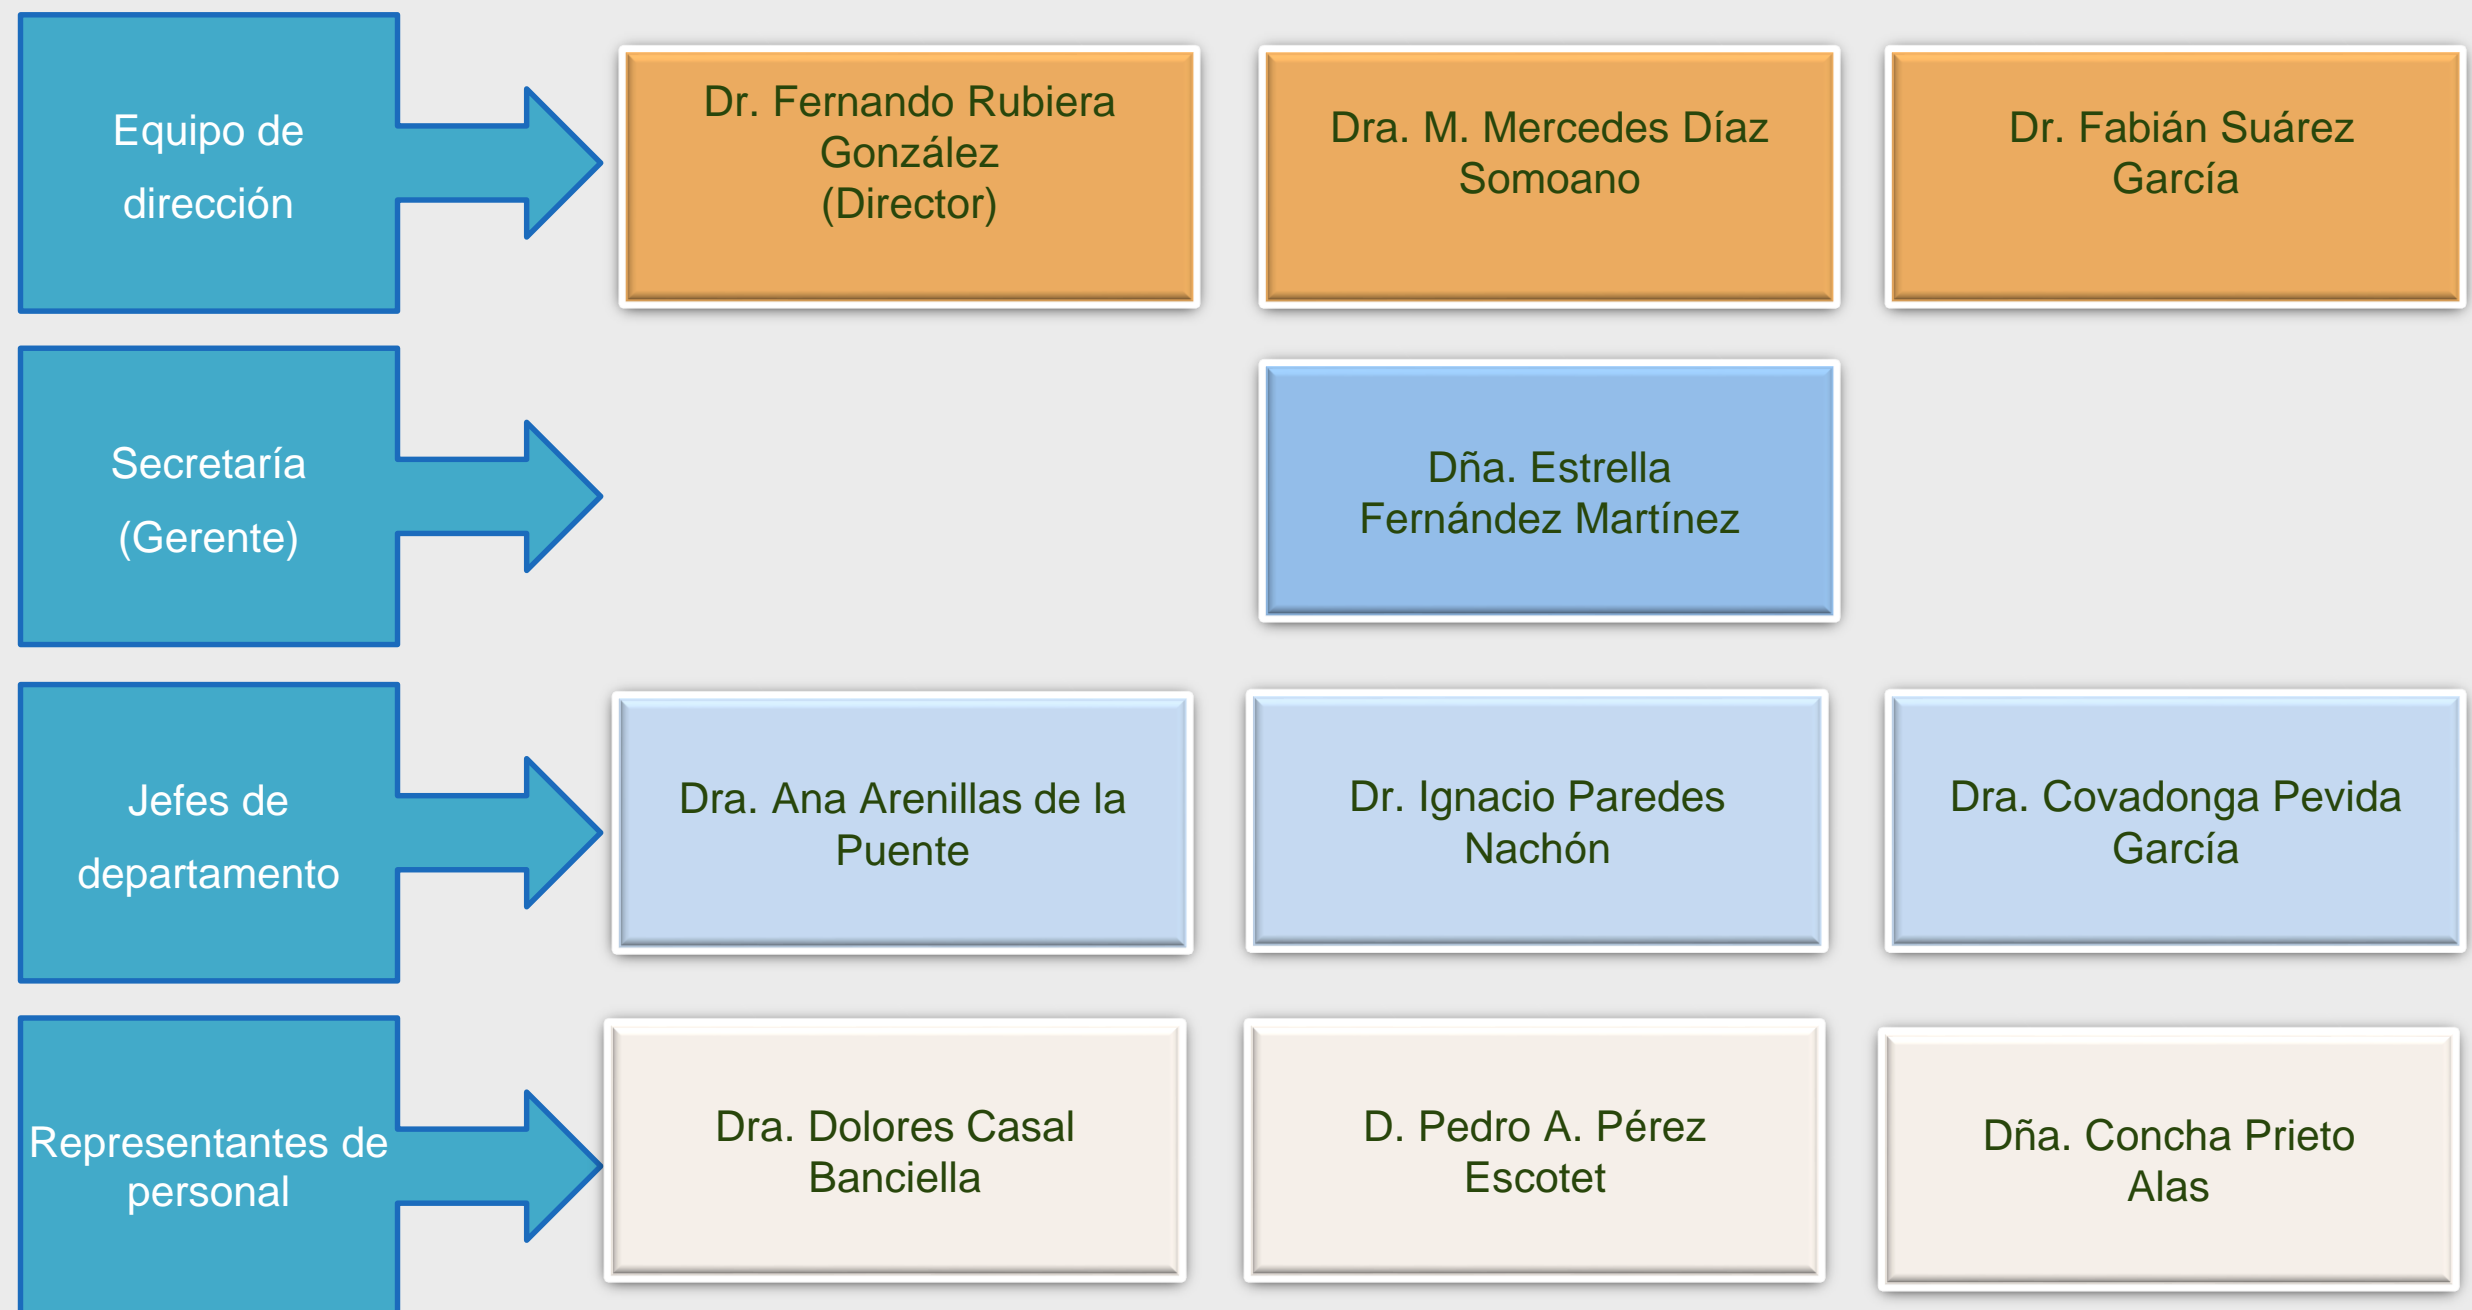 Equipo de
dirección
Dr. Fernando Rubiera
González
(Director)
Dra. M. Mercedes Díaz
Somoano
Dr. Fabián Suárez
García
Secretaría
(Gerente)
Dña. Estrella
Fernández Martínez
Jefes de
departamento
Dra. Ana Arenillas de la
Puente
Dr. Ignacio Paredes
Nachón
Dra. Covadonga Pevida
García
Representantes de
personal
Dra. Dolores Casal
Banciella
D. Pedro A. Pérez
Escotet
Dña. Concha Prieto
Alas